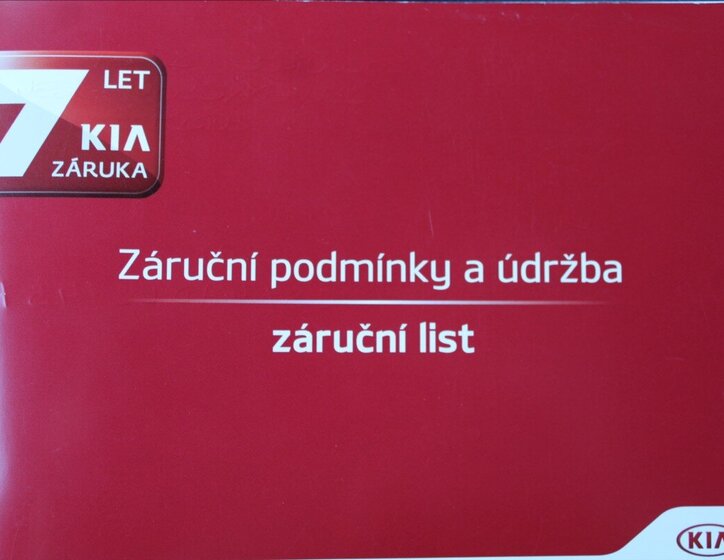 7 LET
KIA
ZÁRUKA
Záruční podmínky a údržba
záruční list
KIA